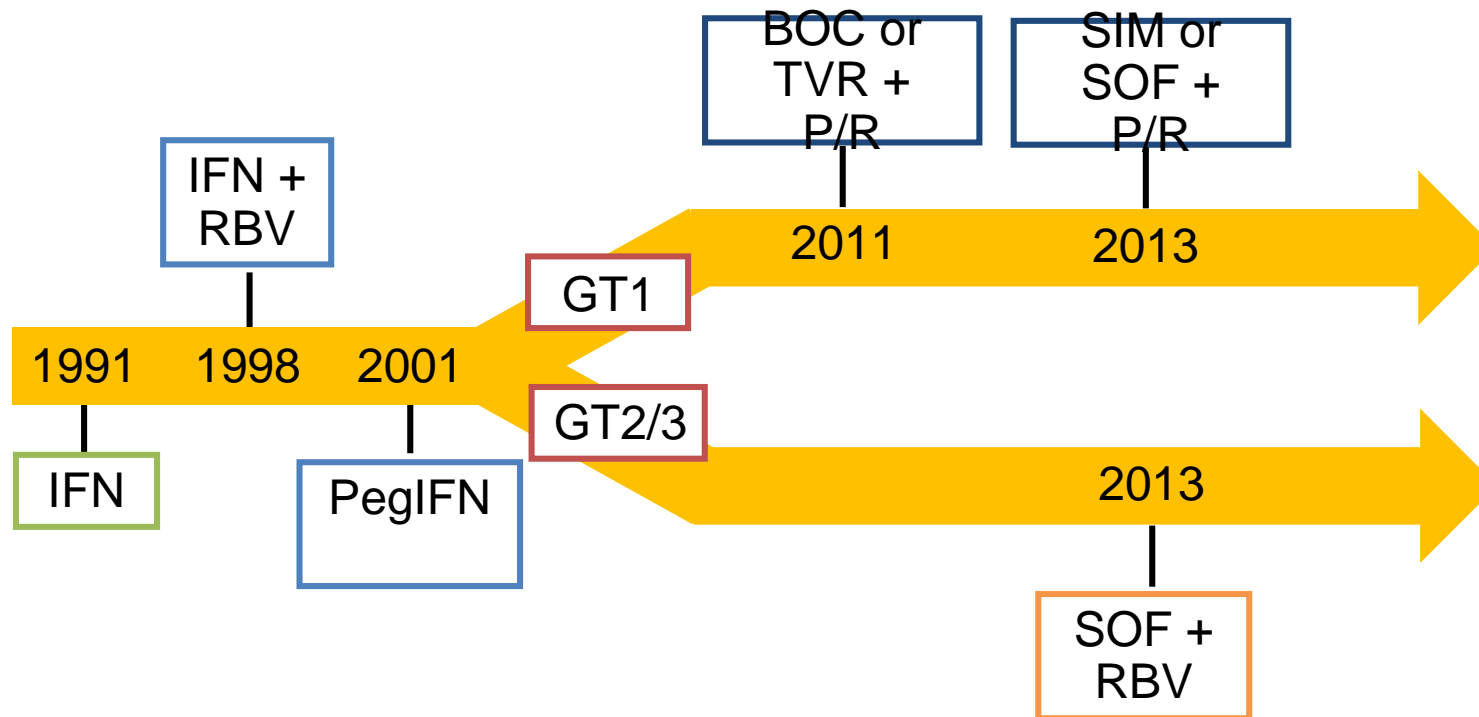 BOC or
TVR +
P/R
SIM or
SOF +
P/R
IFN +
RBV
2011
2013
GT1
1991
1998
2001
GT2/3
IFN
PegIFN
2013
SOF +
RBV